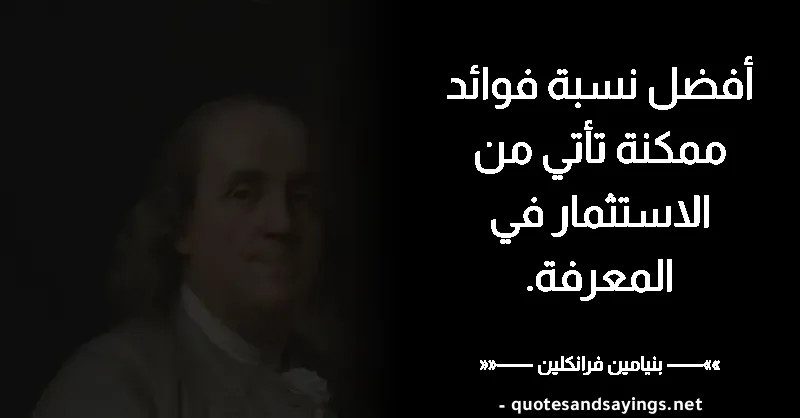 أفضل نسبة فوائد
ممكنة تأتي من
الاستثمار في
المعرفة.
»»—— بنيامين فرانكلين ——««
- quotesandsayings.net